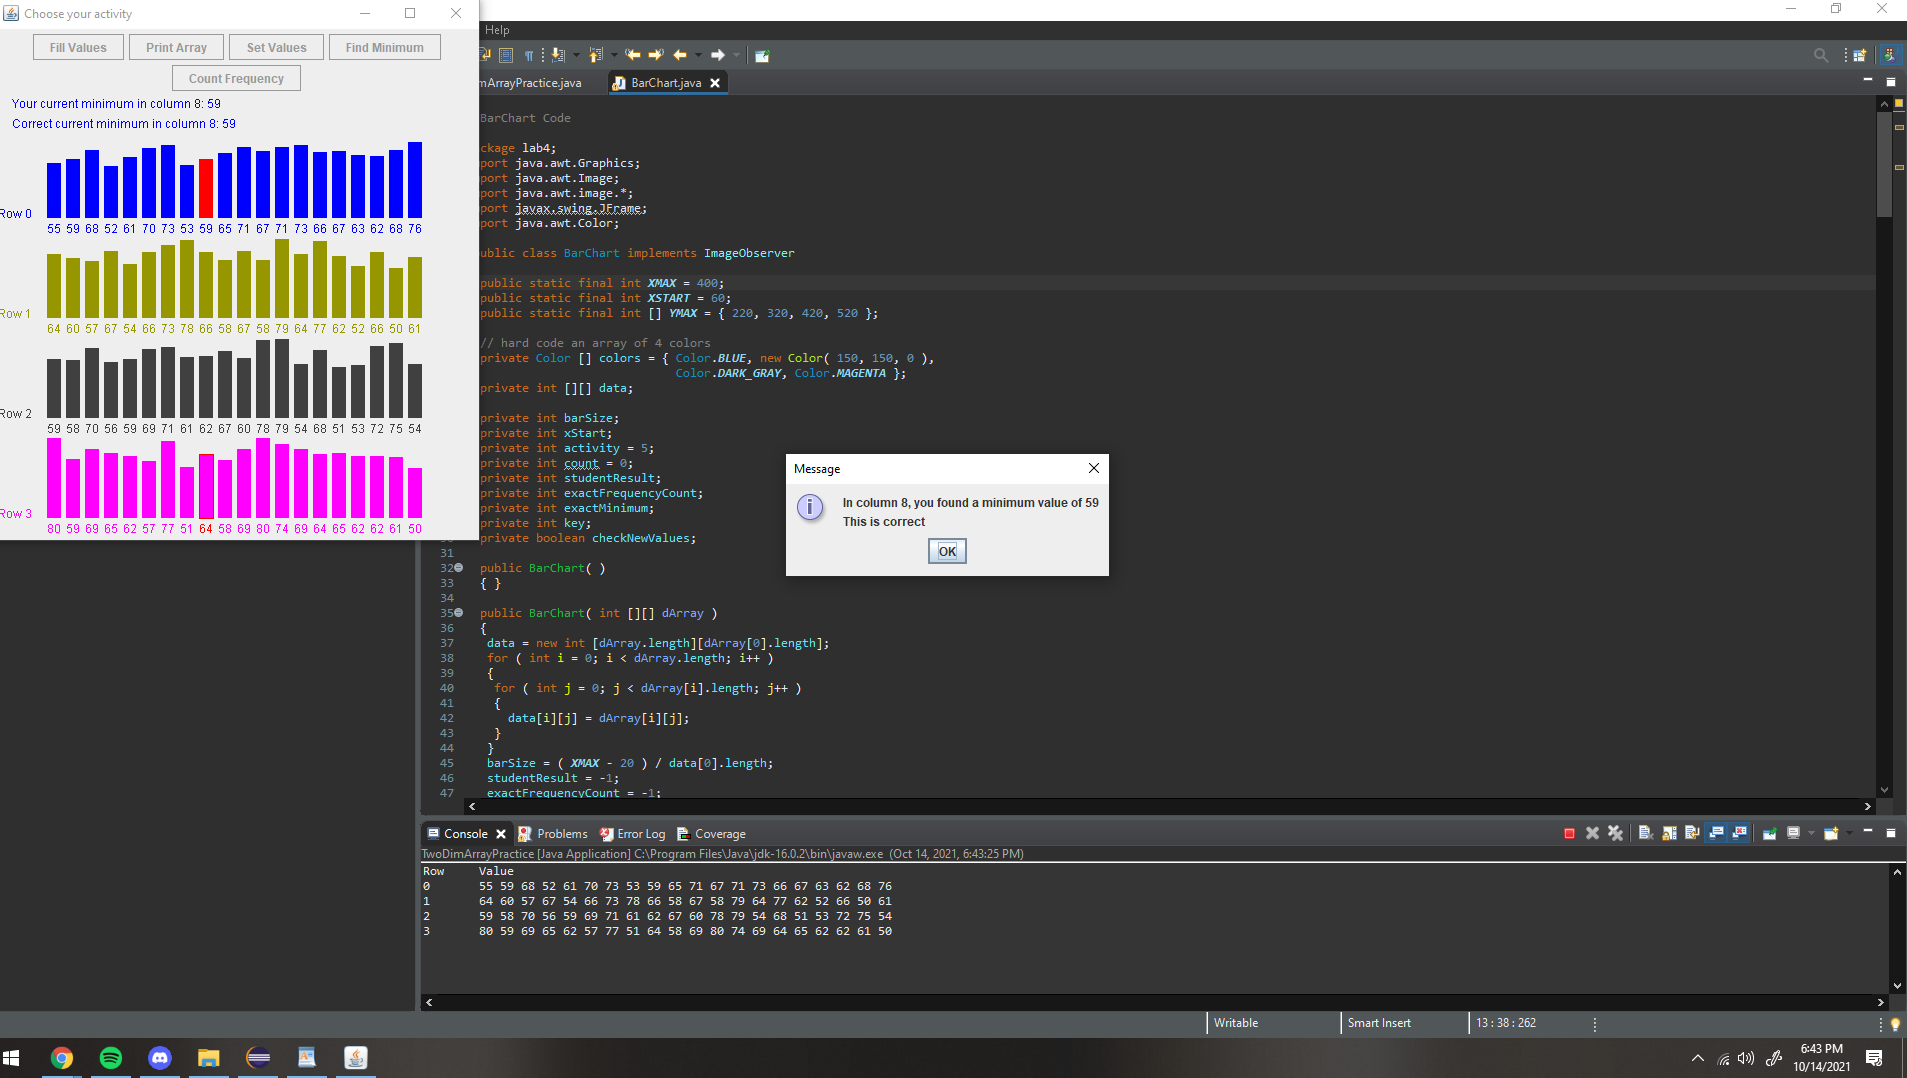 Choose your activity
Fill Values
Print Array
Set Values
Find Minimum
Count Frequency
Your current minimum in column 8: 59
Correct current minimum in column 8: 59
Row 0
55 59 68 52 61 70 73 53 59 65 71 67 71 73 66 67 63 62 68 76
Row 1
64 60 57 67 54 66 73 78 66 58 67 58 79 64 77 62 52 66 50 61
Row 2
59 58 70 56 59 69 71 61 62 67 60 78 79 54 68 51 53 72 75 54
Row 3
80 59 69 65 62 57 77 51 64 58 69 80 74 69 64 65 62 62 61 50
Help
mArrayPractice.java
BarChart.java
BarChart Code
ckage lab4;
port java.awt.Graphics;
port java.awt.Image;
port java.awt.image.*;
port javax.swing.JFrame;
port java.awt.Color;
ublic class BarChart implements ImageObserver
public static final int XMAX = 400;
public static final int XSTART = 60;
public static final int [] YMAX = { 220, 320, 420, 520 };
// hard code an array of 4 colors
private Color [] colors = { Color.BLUE, new Color( 150, 150, 0 ),
Color.DARK_GRAY, Color.MAGENTA };
private int [][] data;
private int barSize;
private int xStart;
private int activity = 5;
private int count = 0;
private int studentResult;
private int exactFrequencyCount;
private int exactMinimum;
private int key;
private boolean checkNewValues;
31
32 public BarChart( )
33 { }
34
35 public BarChart( int [][] dArray )
36 {
37 data = new int [dArray.length][dArray[0].length];
38 for ( int i = 0; i < dArray.length; i++ )
39 {
40 for ( int j = 0; j < dArray[i].length; j++ )
41 {
42 data[i][j] = dArray[i][j];
43 }
44 }
45 barSize = ( XMAX - 20 ) / data[0].length;
46 studentResult = -1;
47 exactFrequencyCount = -1;
Message
In column 8, you found a minimum value of 59
This is correct
OK
Console
Problems
Error Log
Coverage
TwoDimArrayPractice [Java Application] C:\Program Files\Java\jdk-16.0.2\bin\javaw.exe (Oct 14, 2021, 6:43:25 PM)
Row Value
0 55 59 68 52 61 70 73 53 59 65 71 67 71 73 66 67 63 62 68 76
1 64 60 57 67 54 66 73 78 66 58 67 58 79 64 77 62 52 66 50 61
2 59 58 70 56 59 69 71 61 62 67 60 78 79 54 68 51 53 72 75 54
3 80 59 69 65 62 57 77 51 64 58 69 80 74 69 64 65 62 62 61 50
Writable
Smart Insert
13 : 38 : 262
6:43 PM
10/14/2021